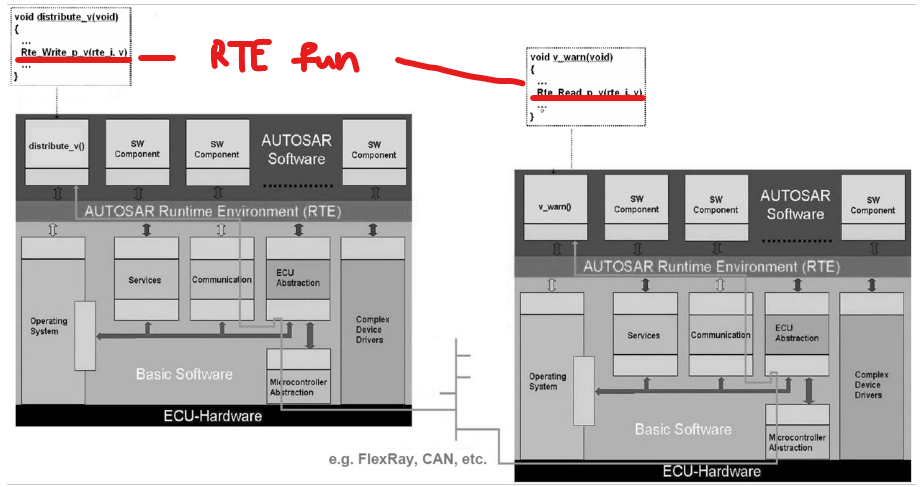 void distribute_v(void)
{
...
Rte_Write_p_v(rte_i, v)
...
}
RTE fun
void v_warn(void)
{
...
Rte_Read_p_v(rte_i, v)
...
}
distribute_v()
SW
Component
SW
Component
AUTOSAR
Software
SW
Component
AUTOSAR Runtime Environment (RTE)
Operating
System
Services
Communication
ECU
Abstraction
Complex
Device
Drivers
Basic Software
Microcontroller
Abstraction
ECU-Hardware
v_warn()
SW
Component
SW
Component
AUTOSAR
Software
SW
Component
AUTOSAR Runtime Environment (RTE)
Operating
System
Services
Communication
ECU
Abstraction
Complex
Device
Drivers
Basic Software
Microcontroller
Abstraction
ECU-Hardware
e.g. FlexRay, CAN, etc.